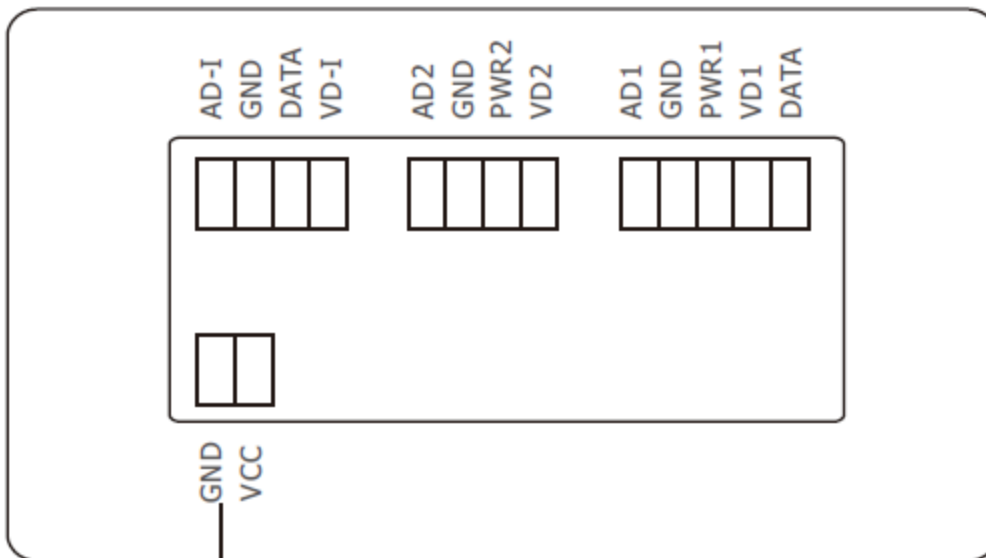 AD-I GND DATA VD-I AD2 GND PWR2 VD2 AD1 GND PWR1 VD1 DATA
GND VCC